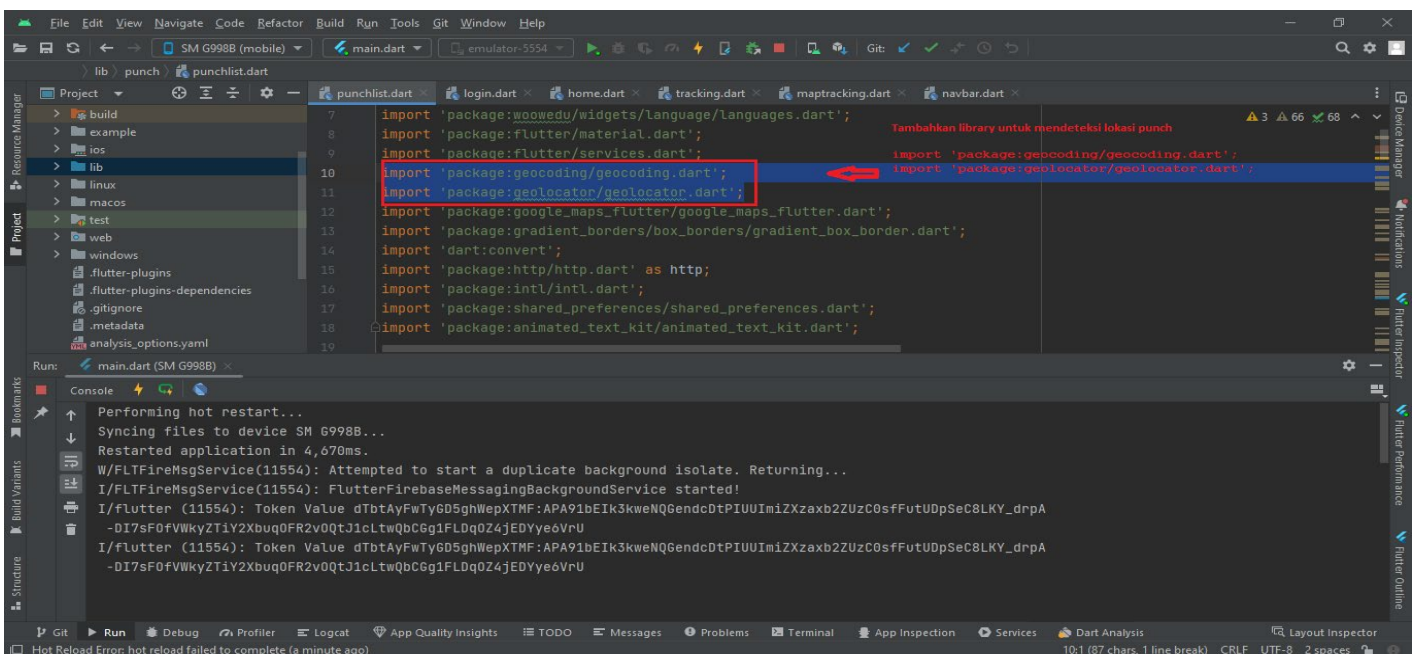 File Edit View Navigate Code Refactor Build Run Tools Git Window Help
SM G998B (mobile) main.dart emulator-5554 Git:
lib punch punchlist.dart
Project punchlist.dart login.dart home.dart tracking.dart maptracking.dart navbar.dart
build
example
ios
lib
linux
macos
test
web
windows
.flutter-plugins
.flutter-plugins-dependencies
.gitignore
.metadata
analysis_options.yaml
7 import 'package:woowedu/widgets/language/languages.dart';
8 import 'package:flutter/material.dart';
9 import 'package:flutter/services.dart';
10 import 'package:geocoding/geocoding.dart';
11 import 'package:geolocator/geolocator.dart';
12 import 'package:google_maps_flutter/google_maps_flutter.dart';
13 import 'package:gradient_borders/box_borders/gradient_box_border.dart';
14 import 'dart:convert';
15 import 'package:http/http.dart' as http;
16 import 'package:intl/intl.dart';
17 import 'package:shared_preferences/shared_preferences.dart';
18 import 'package:animated_text_kit/animated_text_kit.dart';
19
Tambahkan library untuk mendeteksi lokasi punch
import 'package:geocoding/geocoding.dart';
import 'package:geolocator/geolocator.dart';
3 66 68
Run: main.dart (SM G998B)
Console
Performing hot restart...
Syncing files to device SM G998B...
Restarted application in 4,670ms.
W/FLTFireMsgService(11554): Attempted to start a duplicate background isolate. Returning...
I/FLTFireMsgService(11554): FlutterFirebaseMessagingBackgroundService started!
I/flutter (11554): Token Value dTbtAyFwTyGD5ghWepXTMF:APA91bEIk3kweNQGendcDtPIUUImiZXzaxb2ZUzC0sfFutUDpSeC8LKY_drpA
-DI7sFOfVWkyZTiY2XbuqOFR2vOQtJ1cLtwQbCGg1FLDqOZ4jEDYye6VrU
I/flutter (11554): Token Value dTbtAyFwTyGD5ghWepXTMF:APA91bEIk3kweNQGendcDtPIUUImiZXzaxb2ZUzC0sfFutUDpSeC8LKY_drpA
-DI7sFOfVWkyZTiY2XbuqOFR2vOQtJ1cLtwQbCGg1FLDqOZ4jEDYye6VrU
Resource Manager
Project
Bookmarks
Build Variants
Structure
Device Manager
Notifications
Flutter Inspector
Flutter Performance
Flutter Outline
Git Run Debug Profiler Logcat App Quality Insights TODO Messages Problems Terminal App Inspection Services Dart Analysis Layout Inspector
Hot Reload Error: hot reload failed to complete (a minute ago) 10:1 (87 chars, 1 line break) CRLF UTF-8 2 spaces